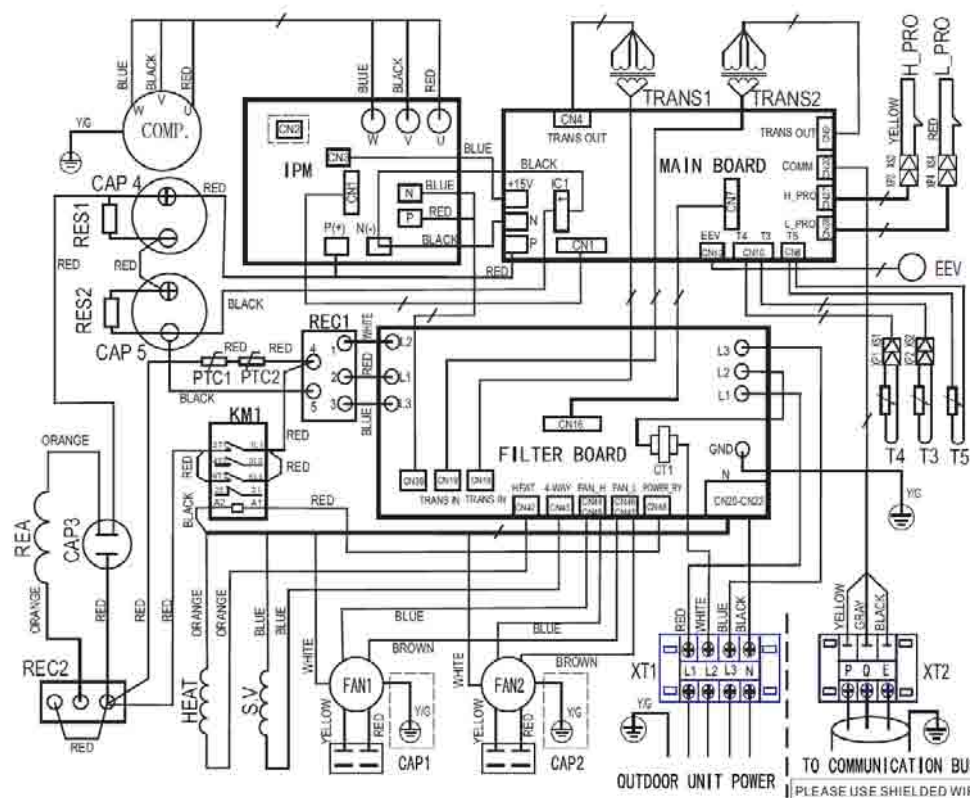 BLUE
BLACK
RED
W
V
U
COMP.
Y/G
CAP 4
RES1
RED
RED
RED
RES2
CAP 5
BLACK
BLUE
BLACK
RED
CN2
W
V
U
IPM
CN3
CN1
N
P
P(+)
N(-)
BLUE
RED
BLACK
BLUE
BLACK
RED
TRANS1
TRANS2
CN4
TRANS OUT
TRANS OUT
MAIN BOARD
COMM
H_PRO
L_PRO
+15V
N
P
IC1
CN1
CN7
EEV
T4
T3
T5
CN10
H_PRO
L_PRO
YELLOW
RED
EEV
T4
T3
T5
REC1
4
5
1
2
3
WHITE
RED
BLUE
L2
L1
L3
RED
RED
PTC1
PTC2
BLACK
KM1
RED
RED
RED
BLACK
A2
A1
RED
L3
L2
L1
GND
N
CN16
FILTER BOARD
CT1
CN30
CN19
TRANS IN
TRANS IN
HEAT
4-WAY
FAN_H
FAN_L
POWER_RY
CN20-CN22
Y/G
ORANGE
REA
CAP3
ORANGE
RED
RED
RED
REC2
RED
ORANGE
ORANGE
HEAT
BLUE
BLUE
WHITE
BLUE
BROWN
FAN1
Y/G
YELLOW
RED
CAP1
WHITE
BLUE
BROWN
FAN2
Y/G
YELLOW
RED
CAP2
RED
WHITE
BLUE
BLACK
XT1
L1
L2
L3
N
Y/G
OUTDOOR UNIT POWER
YELLOW
GRAY
BLACK
P
Q
E
XT2
TO COMMUNICATION BU
PLEASE USE SHIELDED WIR